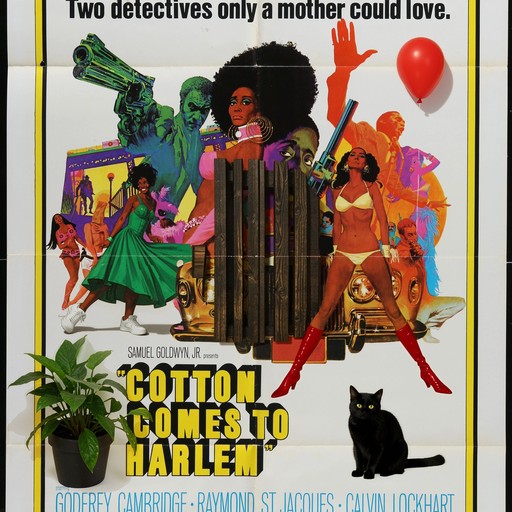 Two detectives only a mother could love.
SAMUEL GOLDWYN, JR. presents
"COTTON
COMES TO
HARLEM"
GODFREY CAMBRIDGE · RAYMOND ST. JACQUES · CALVIN LOCKHART